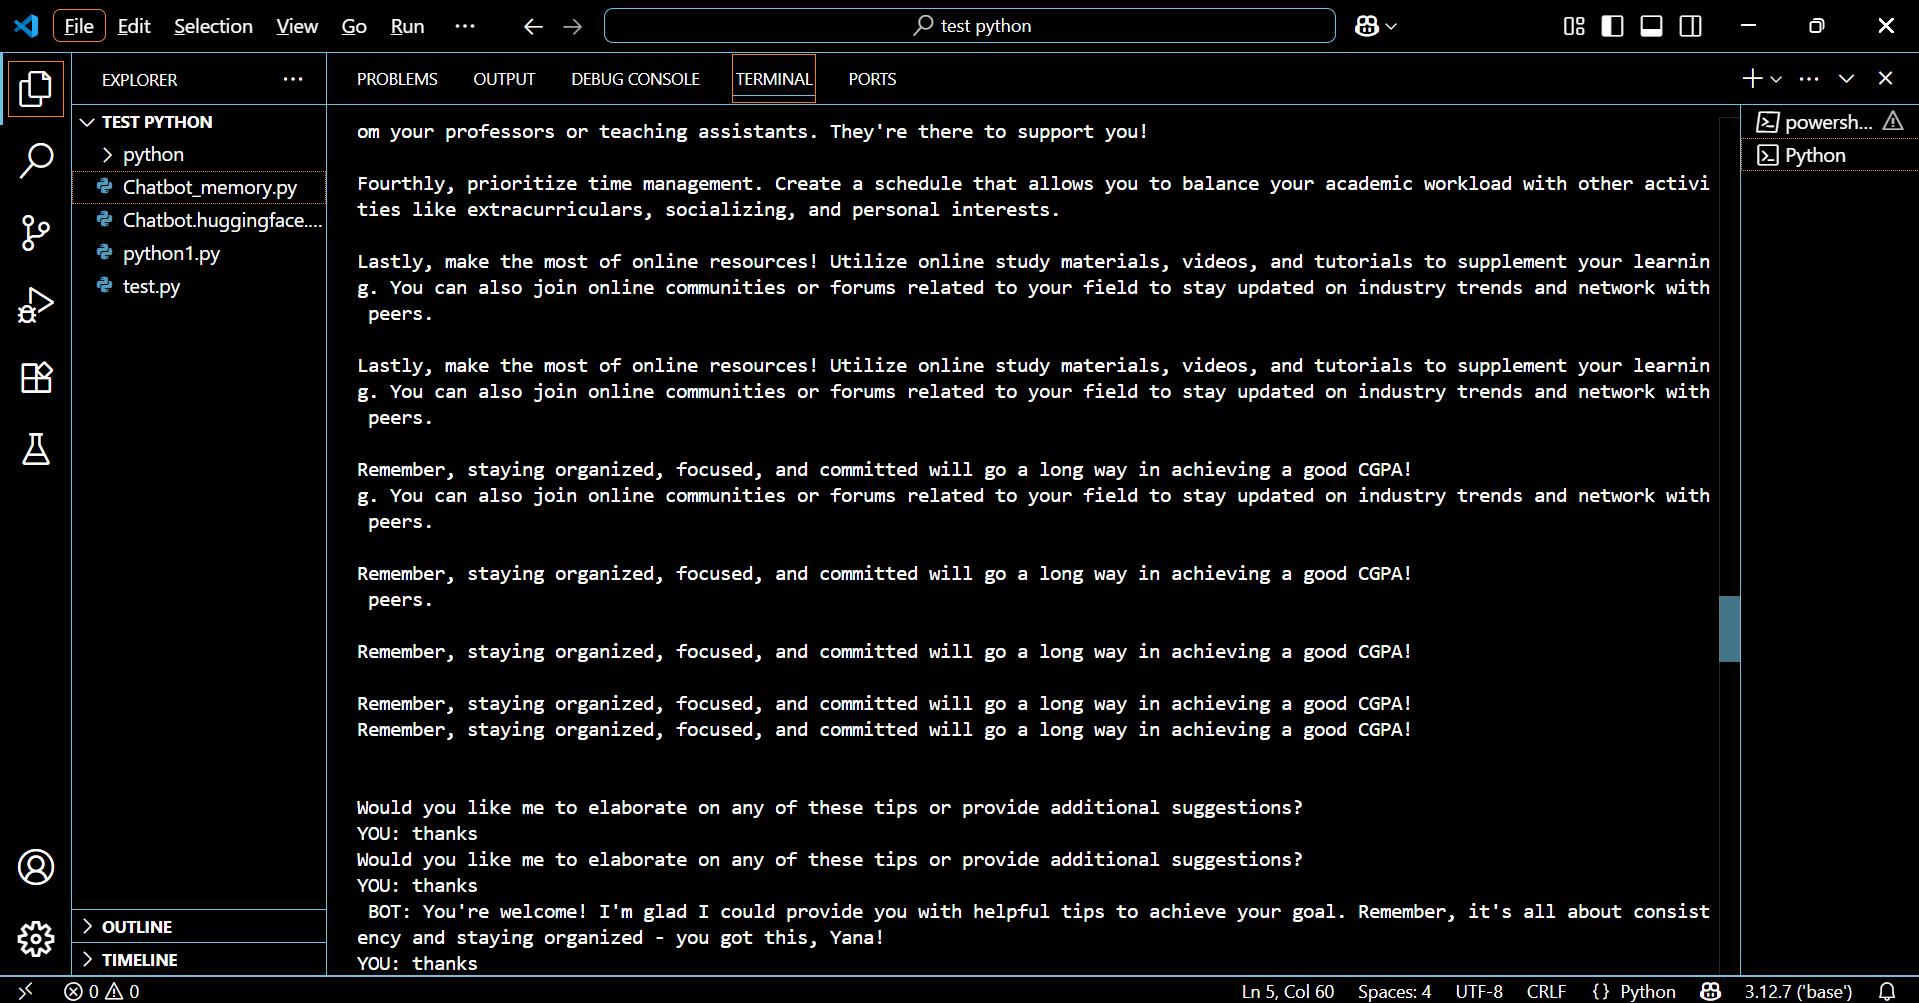 File Edit Selection View Go Run ··· test python
EXPLORER ···
TEST PYTHON
python
Chatbot_memory.py
Chatbot.huggingface....
python1.py
test.py
OUTLINE
TIMELINE
PROBLEMS OUTPUT DEBUG CONSOLE TERMINAL PORTS
om your professors or teaching assistants. They're there to support you!
Fourthly, prioritize time management. Create a schedule that allows you to balance your academic workload with other activi
ties like extracurriculars, socializing, and personal interests.
Lastly, make the most of online resources! Utilize online study materials, videos, and tutorials to supplement your learnin
g. You can also join online communities or forums related to your field to stay updated on industry trends and network with
peers.
Lastly, make the most of online resources! Utilize online study materials, videos, and tutorials to supplement your learnin
g. You can also join online communities or forums related to your field to stay updated on industry trends and network with
peers.
Remember, staying organized, focused, and committed will go a long way in achieving a good CGPA!
g. You can also join online communities or forums related to your field to stay updated on industry trends and network with
peers.
Remember, staying organized, focused, and committed will go a long way in achieving a good CGPA!
peers.
Remember, staying organized, focused, and committed will go a long way in achieving a good CGPA!
Remember, staying organized, focused, and committed will go a long way in achieving a good CGPA!
Remember, staying organized, focused, and committed will go a long way in achieving a good CGPA!
Would you like me to elaborate on any of these tips or provide additional suggestions?
YOU: thanks
Would you like me to elaborate on any of these tips or provide additional suggestions?
YOU: thanks
BOT: You're welcome! I'm glad I could provide you with helpful tips to achieve your goal. Remember, it's all about consist
ency and staying organized - you got this, Yana!
YOU: thanks
powersh...
Python
0 0 Ln 5, Col 60 Spaces: 4 UTF-8 CRLF {} Python 3.12.7 ('base')